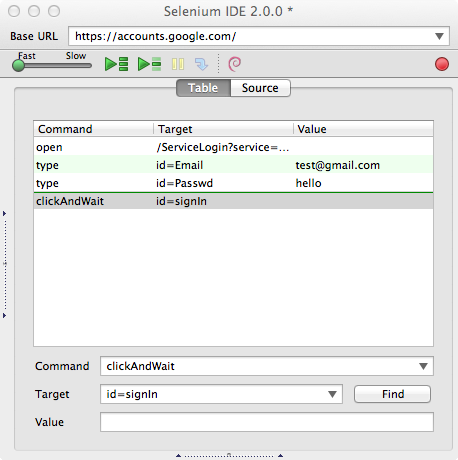 Selenium IDE 2.0.0 *
Base URL https://accounts.google.com/
Fast Slow
Table Source
Command Target Value
open /ServiceLogin?service=...
type id=Email test@gmail.com
type id=Passwd hello
clickAndWait id=signIn
Command clickAndWait
Target id=signIn Find
Value